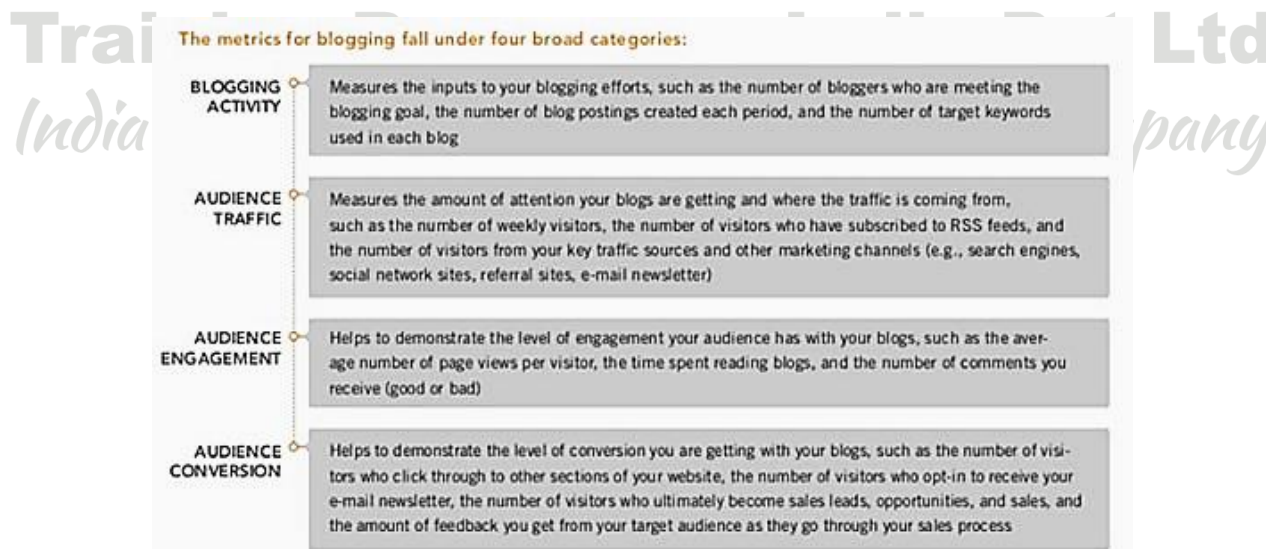 Trai Ltd
India pany
The metrics for blogging fall under four broad categories:
BLOGGING
ACTIVITY
Measures the inputs to your blogging efforts, such as the number of bloggers who are meeting the
blogging goal, the number of blog postings created each period, and the number of target keywords
used in each blog
AUDIENCE
TRAFFIC
Measures the amount of attention your blogs are getting and where the traffic is coming from,
such as the number of weekly visitors, the number of visitors who have subscribed to RSS feeds, and
the number of visitors from your key traffic sources and other marketing channels (e.g., search engines,
social network sites, referral sites, e-mail newsletter)
AUDIENCE
ENGAGEMENT
Helps to demonstrate the level of engagement your audience has with your blogs, such as the aver-
age number of page views per visitor, the time spent reading blogs, and the number of comments you
receive (good or bad)
AUDIENCE
CONVERSION
Helps to demonstrate the level of conversion you are getting with your blogs, such as the number of visi-
tors who click through to other sections of your website, the number of visitors who opt-in to receive your
e-mail newsletter, the number of visitors who ultimately become sales leads, opportunities, and sales, and
the amount of feedback you get from your target audience as they go through your sales process